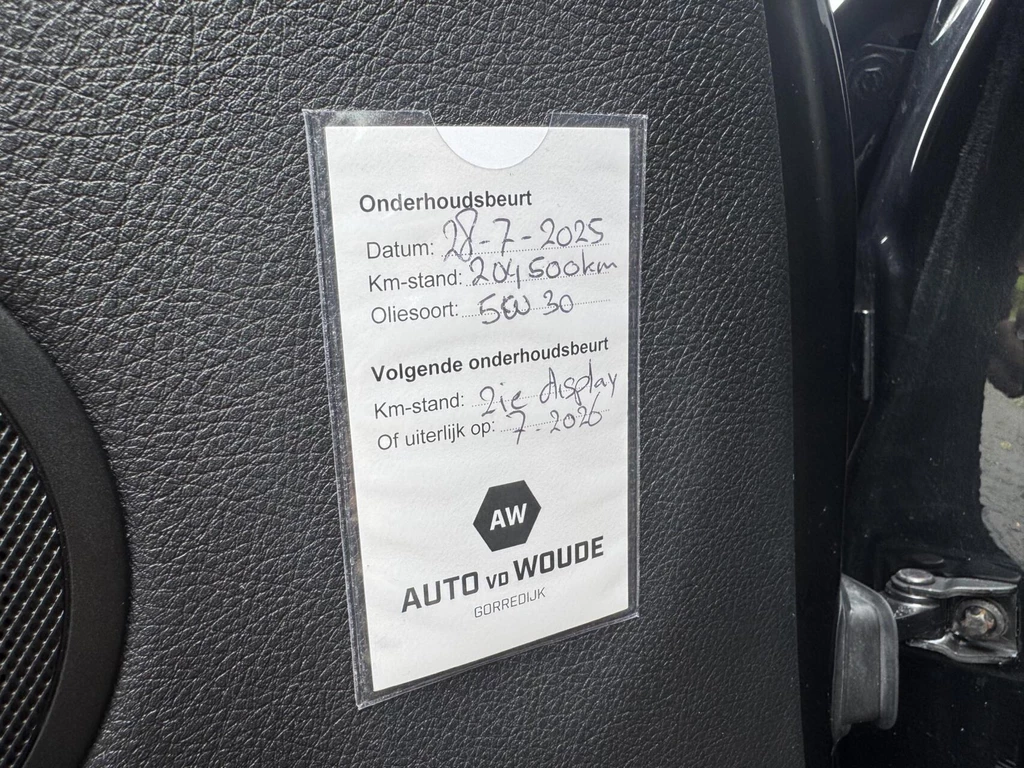 Onderhoudsbeurt
Datum: 28-7-2025
Km-stand: 204500km
Oliesoort: 5W30
Volgende onderhoudsbeurt
Km-stand: zie display
Of uiterlijk op: 7-2026
AW
AUTO VD WOUDE
GORREDIJK